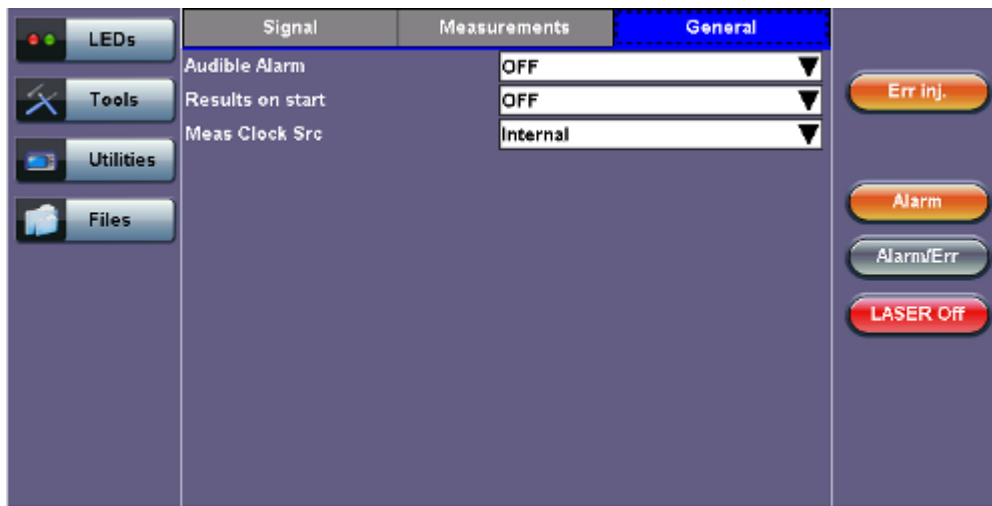 LEDs
Tools
Utilities
Files
Signal
Measurements
General
Audible Alarm OFF
Results on start OFF
Meas Clock Src Internal
Err inj.
Alarm
Alarm/Err
LASER Off